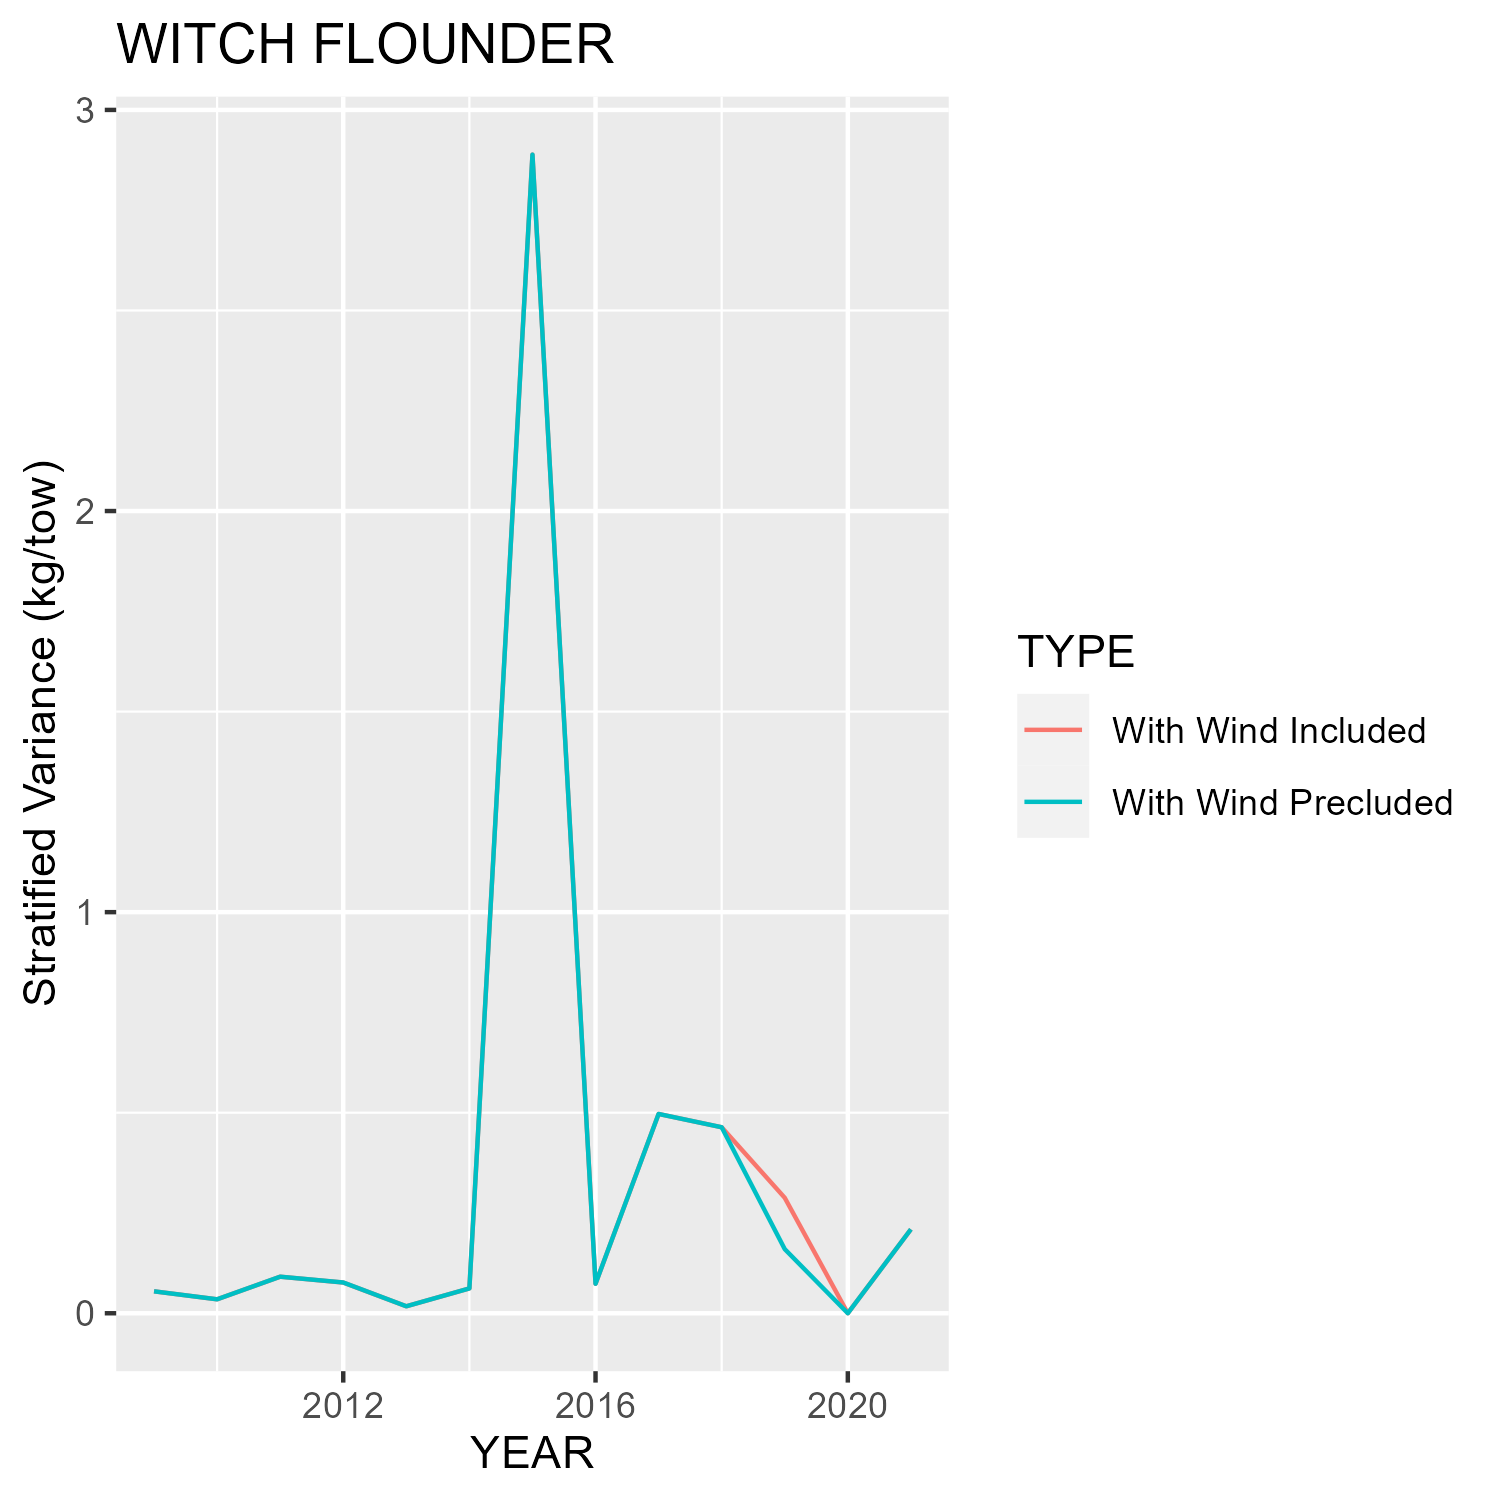 WITCH FLOUNDER
3
2
1
0
Stratified Variance (kg/tow)
2012
2016
2020
YEAR
TYPE
With Wind Included
With Wind Precluded